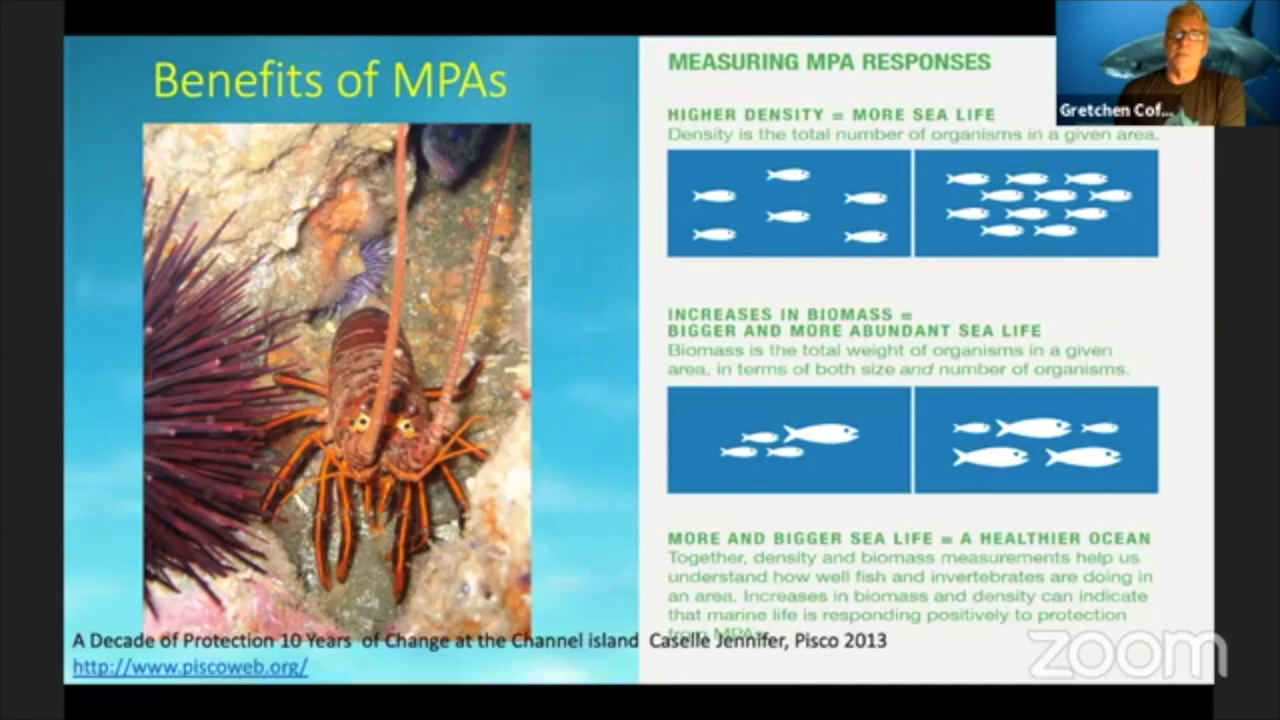 Benefits of MPAs
MEASURING MPA RESPONSES
HIGHER DENSITY = MORE SEA LIFE
Density is the total number of organisms in a given area.
INCREASES IN BIOMASS =
BIGGER AND MORE ABUNDANT SEA LIFE
Biomass is the total weight of organisms in a given
area, in terms of both size and number of organisms.
MORE AND BIGGER SEA LIFE = A HEALTHIER OCEAN
Together, density and biomass measurements help us
understand how well fish and invertebrates are doing in
an area. Increases in biomass and density can indicate
that marine life is responding positively to protection
from MPAs.
A Decade of Protection 10 Years of Change at the Channel island Caselle Jennifer, Pisco 2013
http://www.piscoweb.org/
Gretchen Cof...
zoom